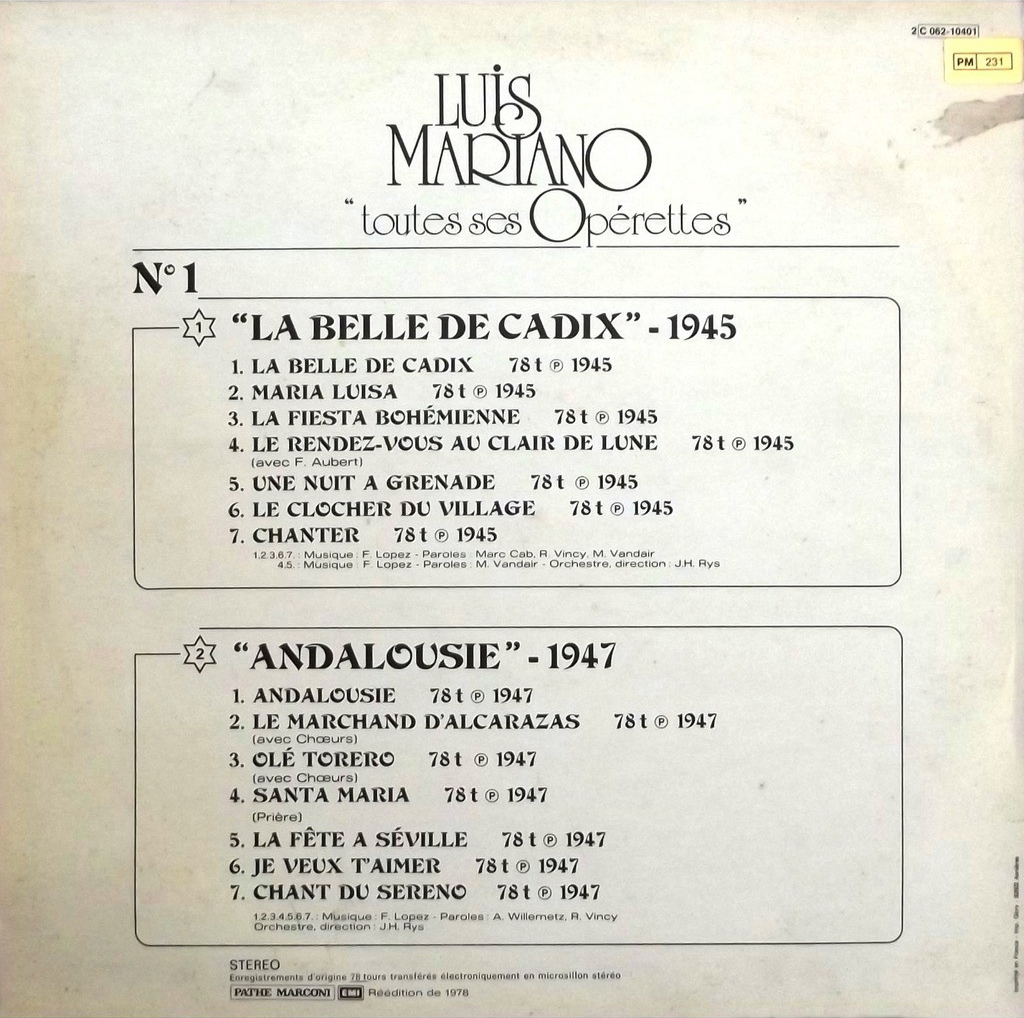 2 C 062-10401
PM 231
LUIS
MARIANO
“toutes ses Opérettes”
N° 1
1 “LA BELLE DE CADIX” - 1945
1. LA BELLE DE CADIX 78 t ℗ 1945
2. MARIA LUISA 78 t ℗ 1945
3. LA FIESTA BOHÉMIENNE 78 t ℗ 1945
4. LE RENDEZ-VOUS AU CLAIR DE LUNE 78 t ℗ 1945
(avec F. Aubert)
5. UNE NUIT A GRENADE 78 t ℗ 1945
6. LE CLOCHER DU VILLAGE 78 t ℗ 1945
7. CHANTER 78 t ℗ 1945
1.2.3.6.7. : Musique : F. Lopez - Paroles : Marc Cab, R. Vincy, M. Vandair
4.5. : Musique : F. Lopez - Paroles : M. Vandair - Orchestre, direction : J.H. Rys
2 “ANDALOUSIE” - 1947
1. ANDALOUSIE 78 t ℗ 1947
2. LE MARCHAND D'ALCARAZAS 78 t ℗ 1947
(avec Chœurs)
3. OLÉ TORERO 78 t ℗ 1947
(avec Chœurs)
4. SANTA MARIA 78 t ℗ 1947
(Prière)
5. LA FÊTE A SÉVILLE 78 t ℗ 1947
6. JE VEUX T'AIMER 78 t ℗ 1947
7. CHANT DU SERENO 78 t ℗ 1947
1.2.3.4.5.6.7. : Musique : F. Lopez - Paroles : A. Willemetz, R. Vincy
Orchestre, direction : J.H. Rys
STEREO
Enregistrements d'origine 78 tours transférés électroniquement en microsillon stéréo
PATHE MARCONI EMI Réédition de 1978
en France Imp. Glory Asnières